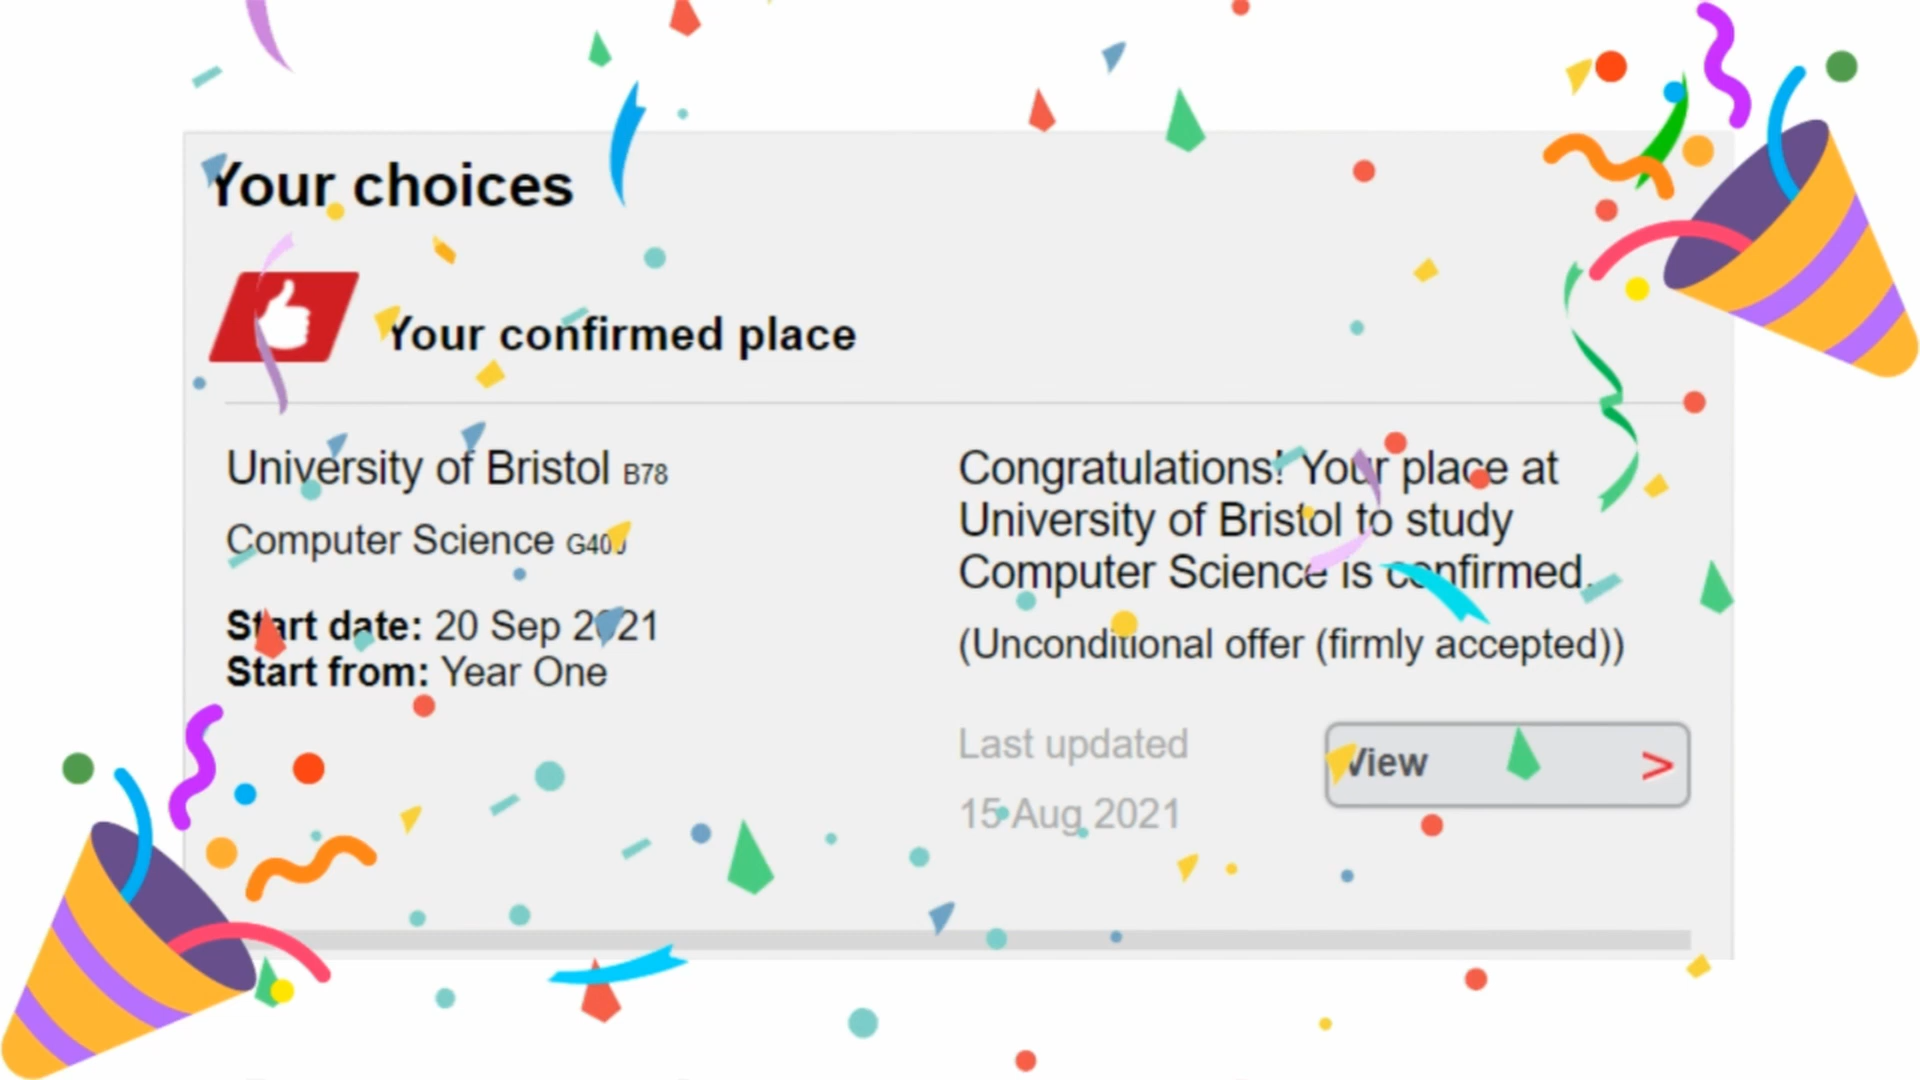 Your choices
Your confirmed place
University of Bristol B78
Computer Science G400
Start date: 20 Sep 2021
Start from: Year One
Congratulations! Your place at
University of Bristol to study
Computer Science is confirmed.
(Unconditional offer (firmly accepted))
Last updated
15 Aug 2021
View >